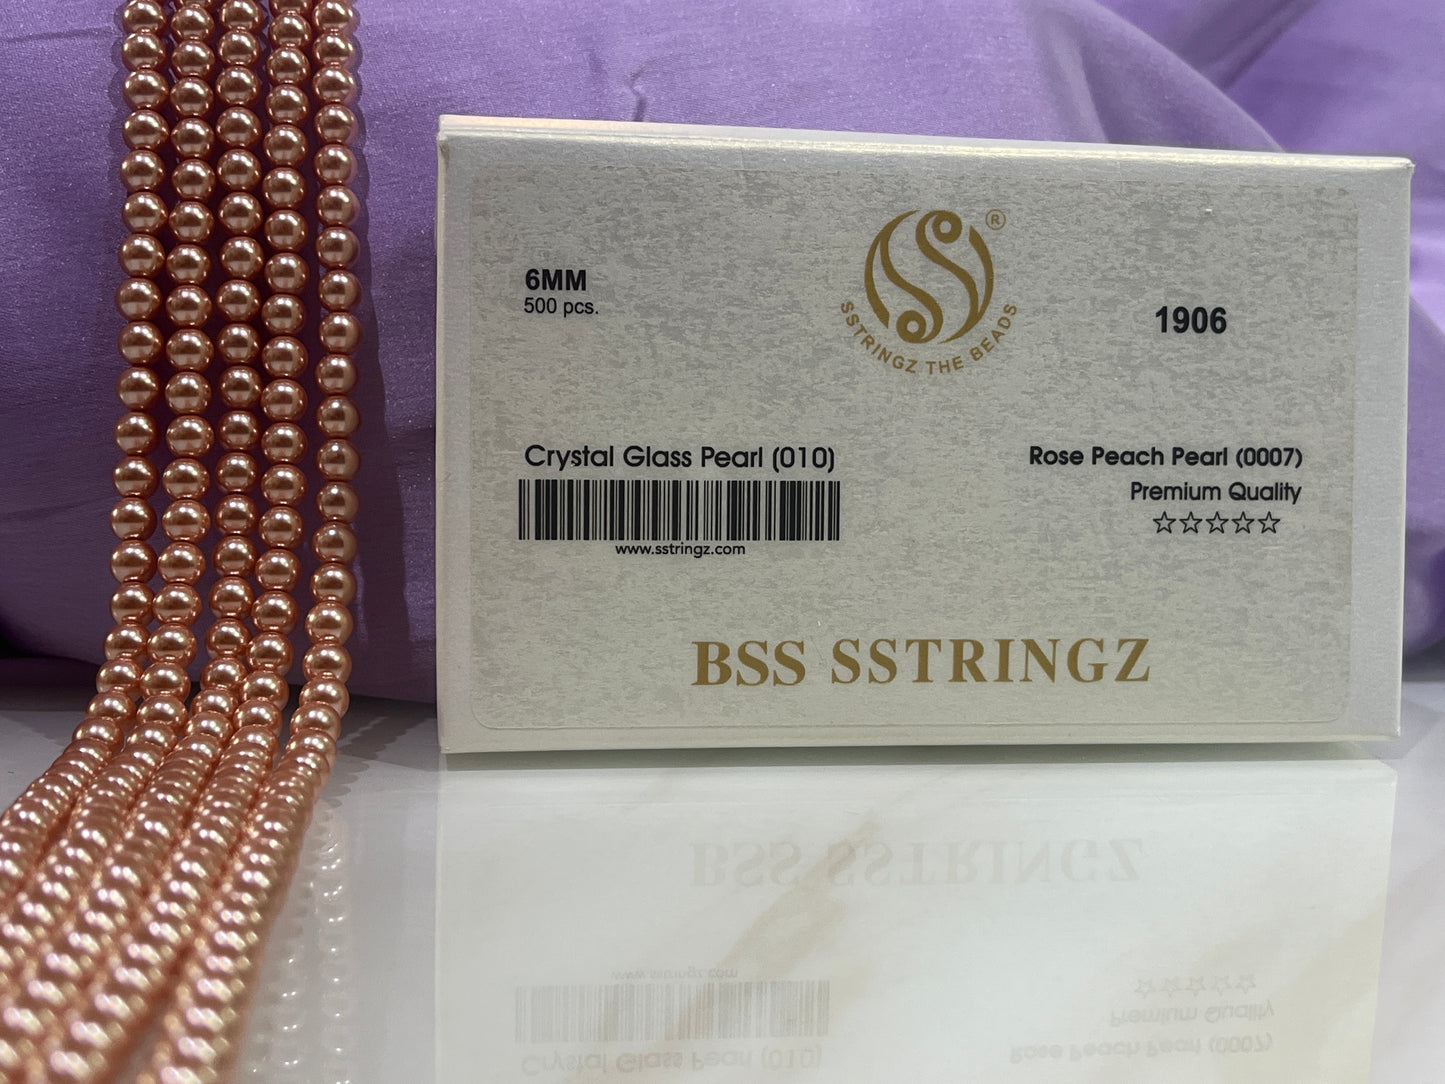 6MM
500 pcs.
®
SSTRINGZ THE BEADS
1906
Crystal Glass Pearl (010)
www.sstringz.com
Rose Peach Pearl (0007)
Premium Quality
☆☆☆☆☆
BSS SSTRINGZ